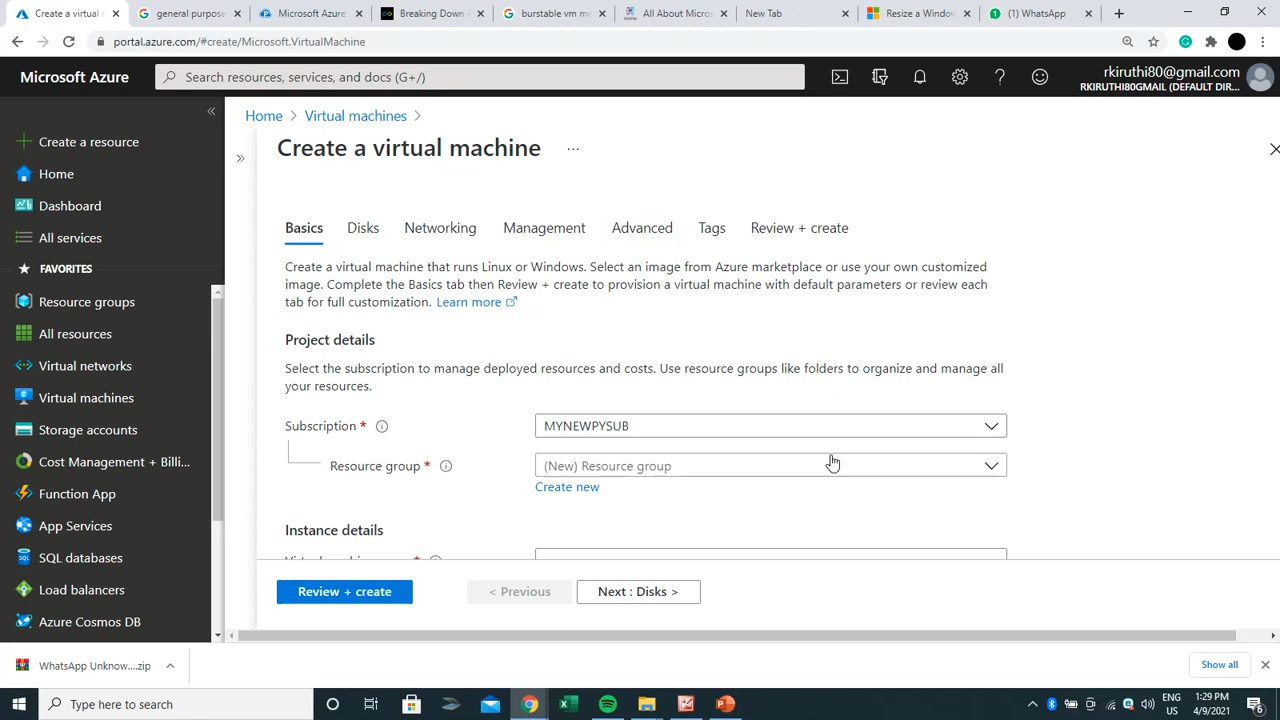 Create a virtual
general purpose
Microsoft Azure
Breaking Down
burstable vm me
All About Micros
New Tab
Resize a Window
(1) WhatsApp
portal.azure.com/#create/Microsoft.VirtualMachine
Microsoft Azure
Search resources, services, and docs (G+/)
rkiruthi80@gmail.com
RKIRUTHI80GMAIL (DEFAULT DIR...
Home > Virtual machines >
Create a virtual machine ...
Create a resource
Home
Dashboard
All services
FAVORITES
Resource groups
All resources
Virtual networks
Virtual machines
Storage accounts
Cost Management + Billi...
Function App
App Services
SQL databases
Load balancers
Azure Cosmos DB
Basics Disks Networking Management Advanced Tags Review + create
Create a virtual machine that runs Linux or Windows. Select an image from Azure marketplace or use your own customized
image. Complete the Basics tab then Review + create to provision a virtual machine with default parameters or review each
tab for full customization. Learn more
Project details
Select the subscription to manage deployed resources and costs. Use resource groups like folders to organize and manage all
your resources.
Subscription * MYNEWPYSUB
Resource group * (New) Resource group
Create new
Instance details
Review + create < Previous Next : Disks >
WhatsApp Unknow....zip
Show all
Type here to search
ENG
US
1:29 PM
4/9/2021
6